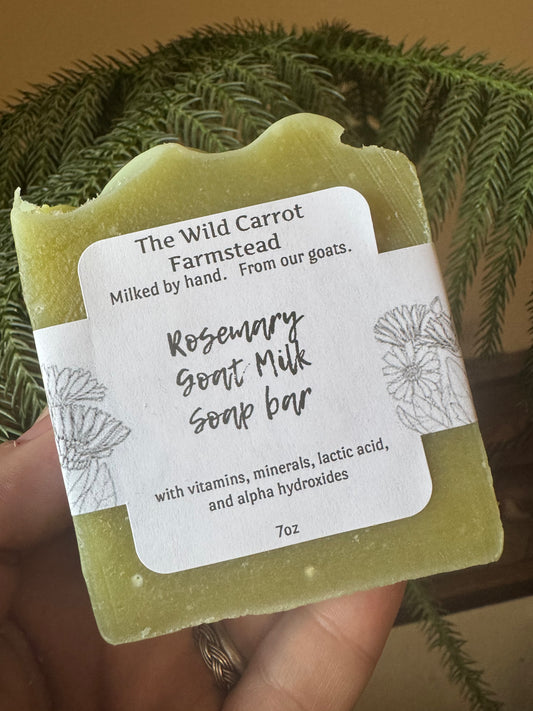 The Wild Carrot
Farmstead
Milked by hand. From our goats.
Rosemary
Goat Milk
Soap bar
with vitamins, minerals, lactic acid,
and alpha hydroxides
7oz